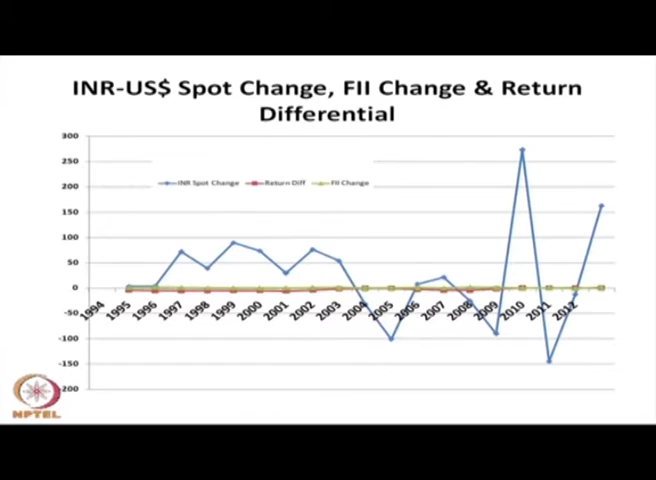 INR-US$ Spot Change, FII Change & Return
Differential
300
250
200
INR Spot Change Return Diff FII Change
150
100
50
0
1994 1995 1996 1997 1998 1999 2000 2001 2002 2003 2004 2005 2006 2007 2008 2009 2010 2011 2012
-50
-100
-150
200
NPTEL